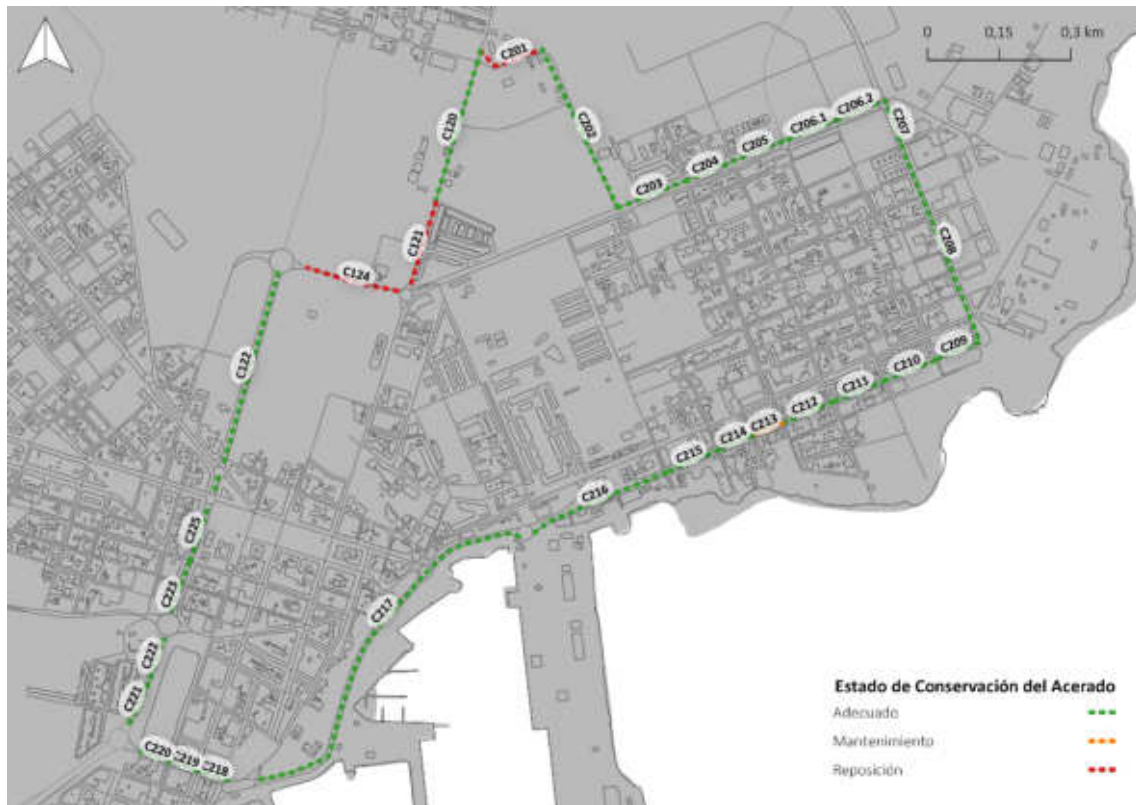 0 0,15 0,3 km
C201
C120
C202
C206.2
C206.1
C205
C204
C203
C207
C121
C208
C124
C122
C209
C210
C211
C212
C213
C214
C215
C216
C225
C223
C217
C222
C221
C220
C219
C218
Estado de Conservación del Acerado
Adecuado
Mantenimiento
Reposición